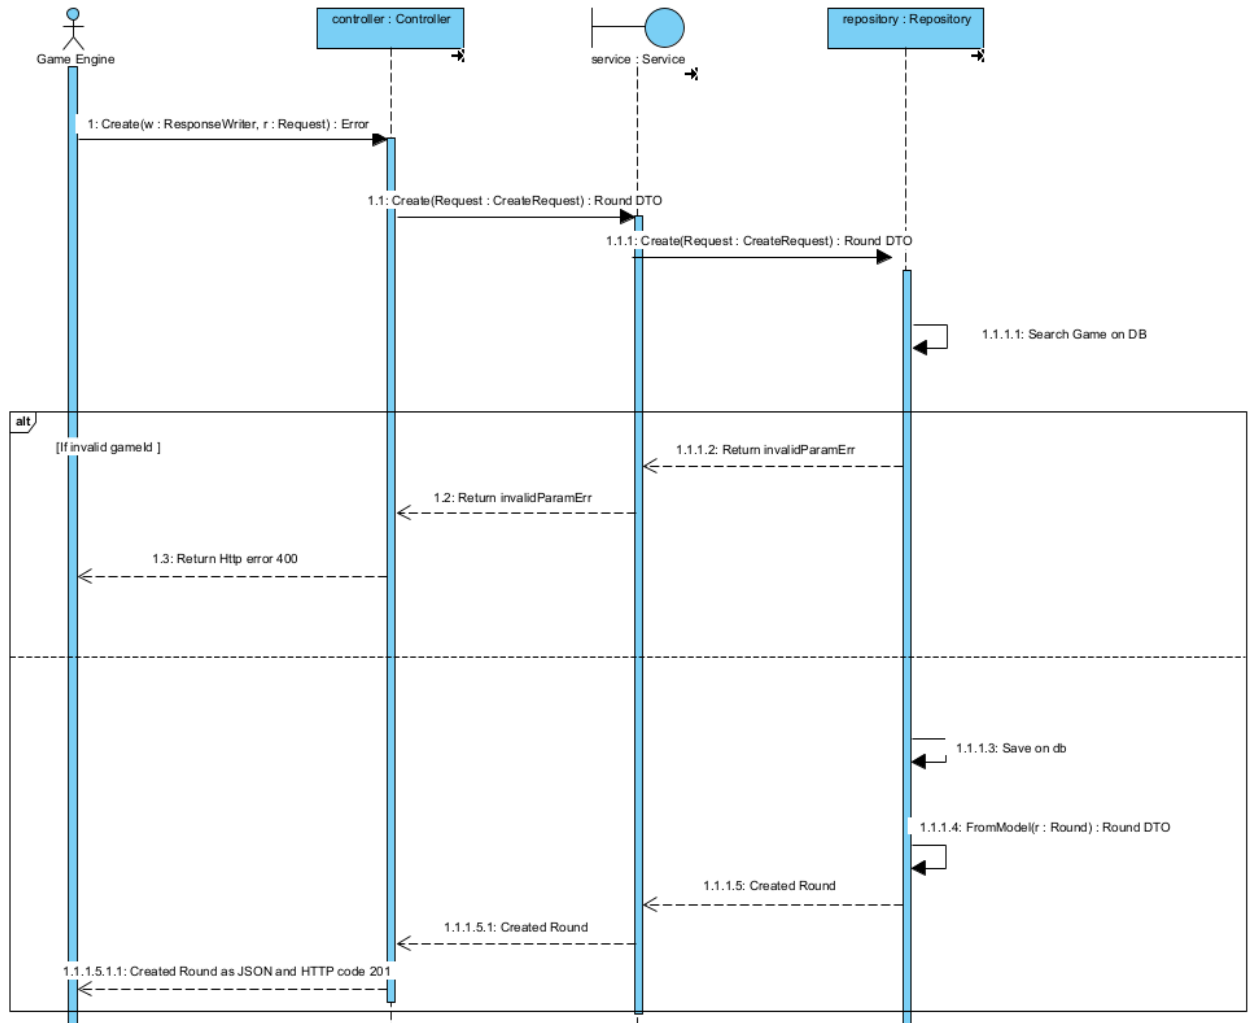 controller : Controller
repository : Repository
Game Engine
service : Service
1: Create(w : ResponseWriter, r : Request) : Error
1.1: Create(Request : CreateRequest) : Round DTO
1.1.1: Create(Request : CreateRequest) : Round DTO
1.1.1.1: Search Game on DB
alt
[If invalid gameId ]
1.1.1.2: Return invalidParamErr
1.2: Return invalidParamErr
1.3: Return Http error 400
1.1.1.3: Save on db
1.1.1.4: FromModel(r : Round) : Round DTO
1.1.1.5: Created Round
1.1.1.5.1: Created Round
1.1.1.5.1.1: Created Round as JSON and HTTP code 201